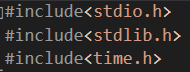 #include<stdio.h>
#include<stdlib.h>
#include<time.h>